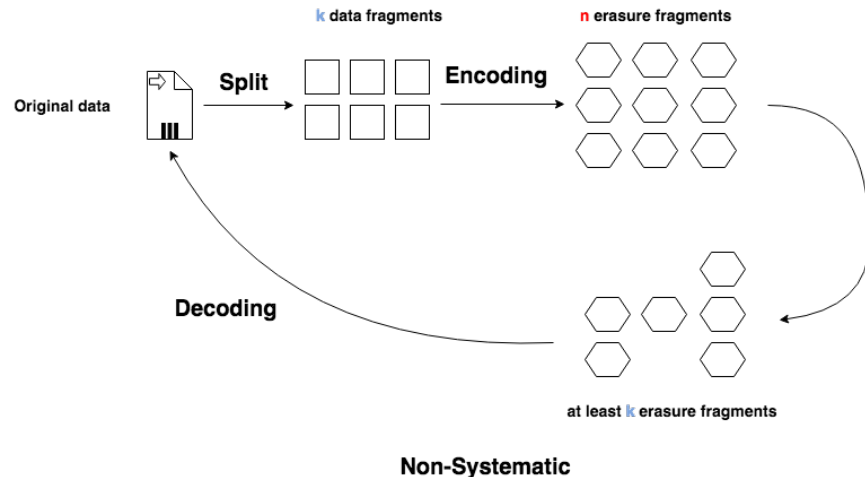 k data fragments
n erasure fragments
Split
Encoding
Original data
Decoding
at least k erasure fragments
Non-Systematic